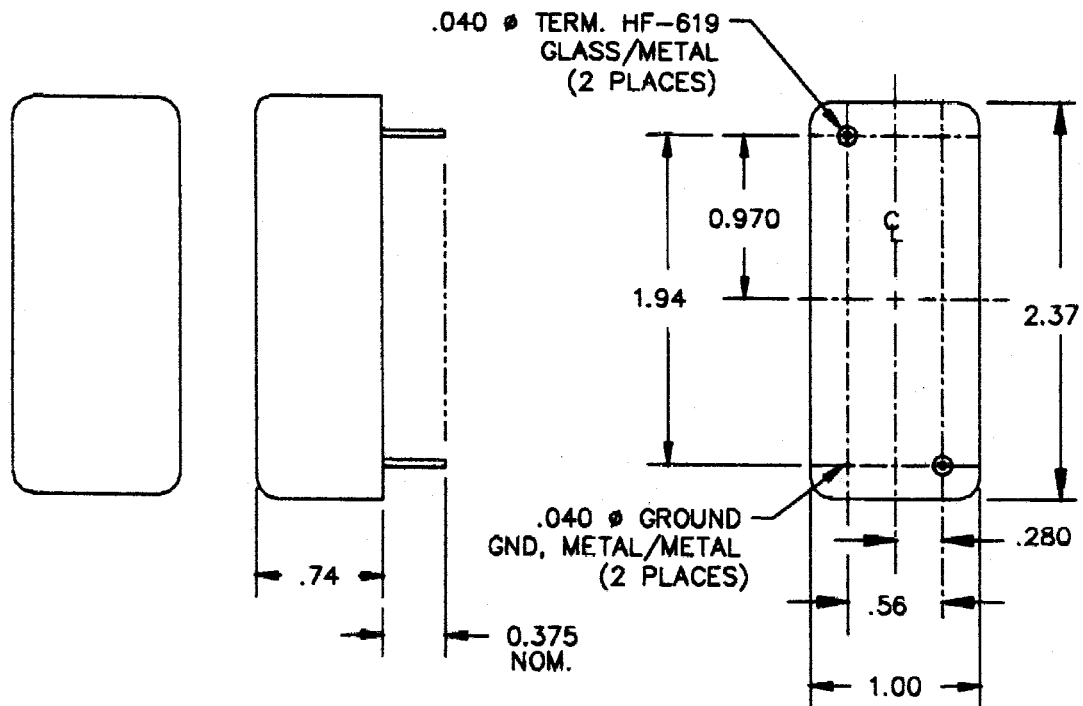 .040 ø TERM. HF-619
GLASS/METAL
(2 PLACES)
0.970
℄
1.94
2.37
.040 ø GROUND
GND, METAL/METAL
(2 PLACES)
.280
.74
.56
0.375
NOM.
1.00